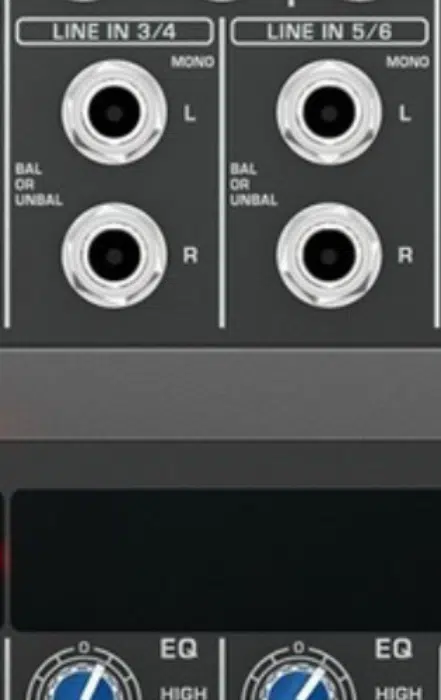 LINE IN 3/4
LINE IN 5/6
MONO
MONO
L
L
BAL
OR
UNBAL
BAL
OR
UNBAL
R
R
0
EQ
0
EQ
HIGH
HIGH